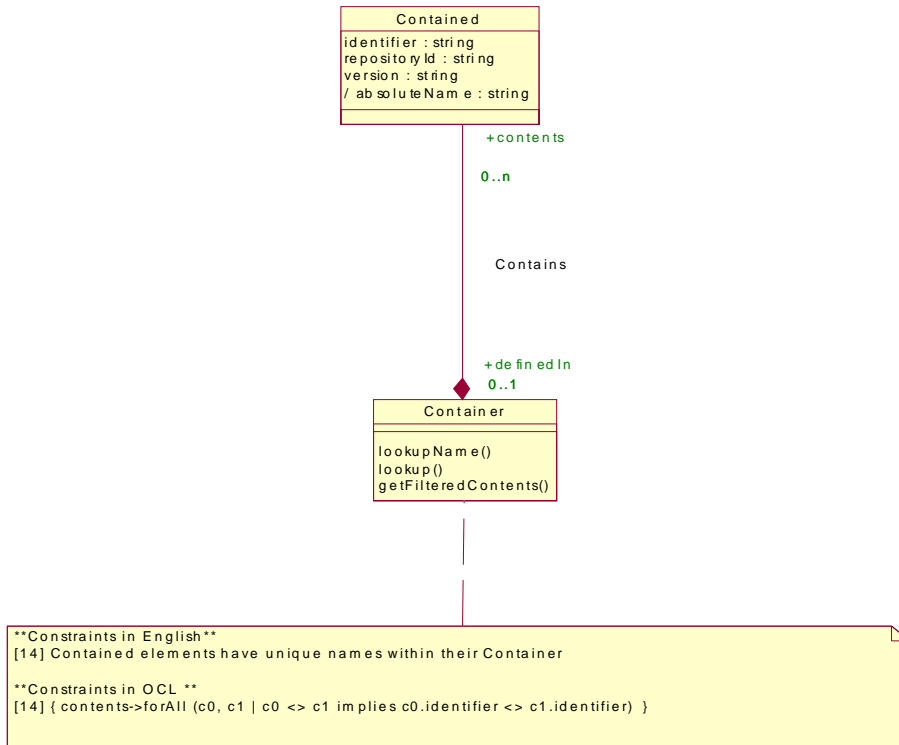 Contained
identifier : string
repositoryId : string
version : string
/ absoluteName : string
+contents
0..n
Contains
+definedIn
0..1
Container
lookupName()
lookup()
getFilteredContents()
**Constraints in English**
[14] Contained elements have unique names within their Container
**Constraints in OCL **
[14] { contents->forAll (c0, c1 | c0 <> c1 implies c0.identifier <> c1.identifier) }